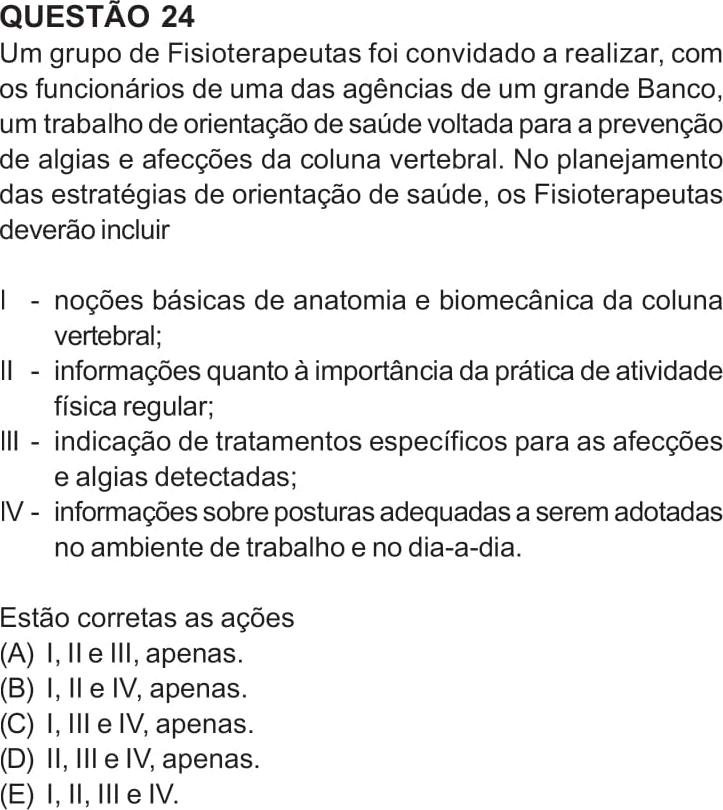 QUESTÃO 24
Um grupo de Fisioterapeutas foi convidado a realizar, com
os funcionários de uma das agências de um grande Banco,
um trabalho de orientação de saúde voltada para a prevenção
de algias e afecções da coluna vertebral. No planejamento
das estratégias de orientação de saúde, os Fisioterapeutas
deverão incluir
I - noções básicas de anatomia e biomecânica da coluna
vertebral;
II - informações quanto à importância da prática de atividade
física regular;
III - indicação de tratamentos específicos para as afecções
e algias detectadas;
IV - informações sobre posturas adequadas a serem adotadas
no ambiente de trabalho e no dia-a-dia.
Estão corretas as ações
(A) I, II e III, apenas.
(B) I, II e IV, apenas.
(C) I, III e IV, apenas.
(D) II, III e IV, apenas.
(E) I, II, III e IV.